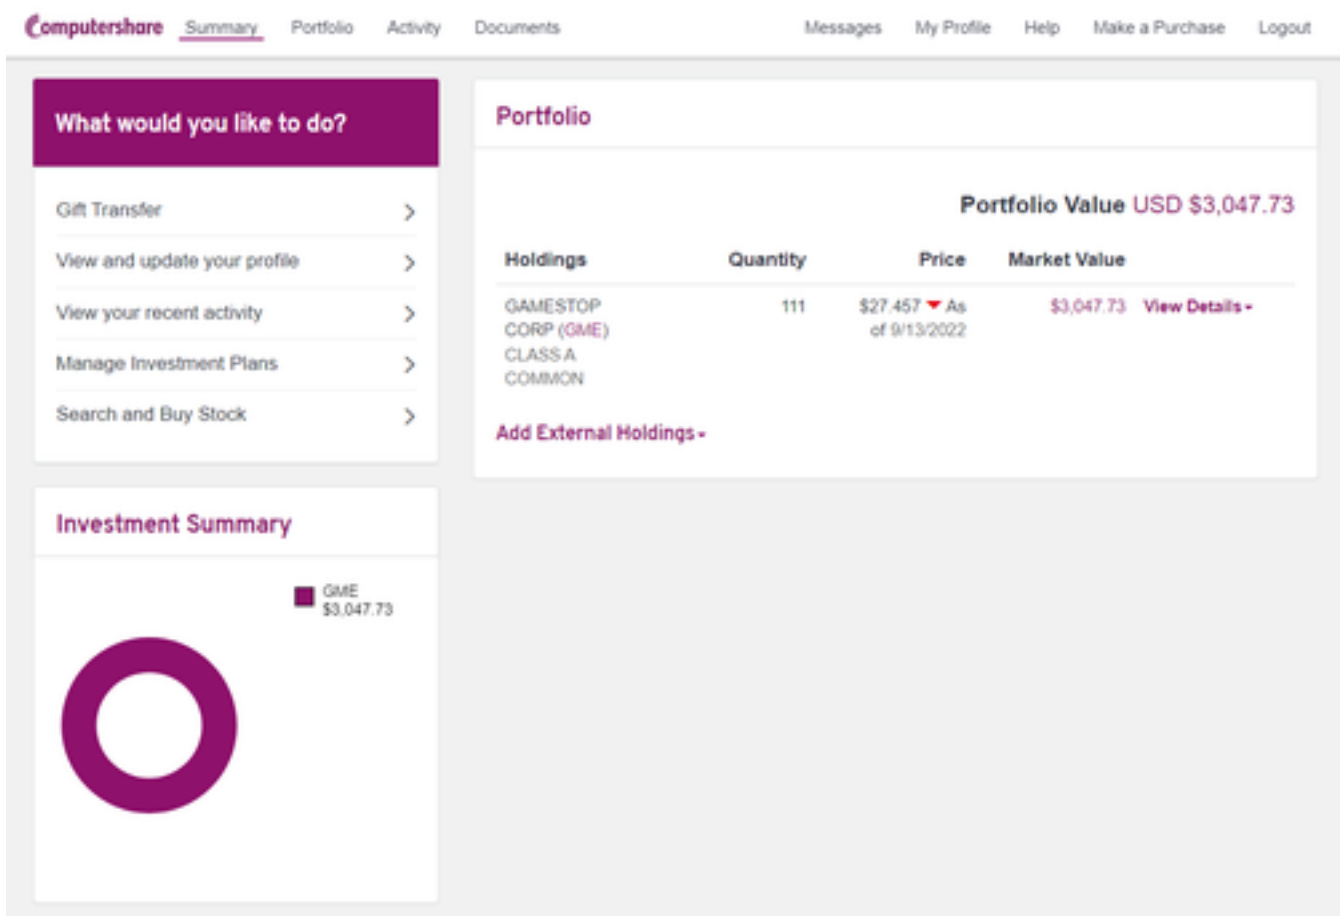 Computershare Summary Portfolio Activity Documents Messages My Profile Help Make a Purchase Logout
What would you like to do?
Gift Transfer
View and update your profile
View your recent activity
Manage Investment Plans
Search and Buy Stock
Portfolio
Portfolio Value USD $3,047.73
Holdings Quantity Price Market Value
GAMESTOP 111 $27.457 As $3,047.73 View Details
CORP (GME) of 9/13/2022
CLASS A
COMMON
Add External Holdings
Investment Summary
GME
$3,047.73